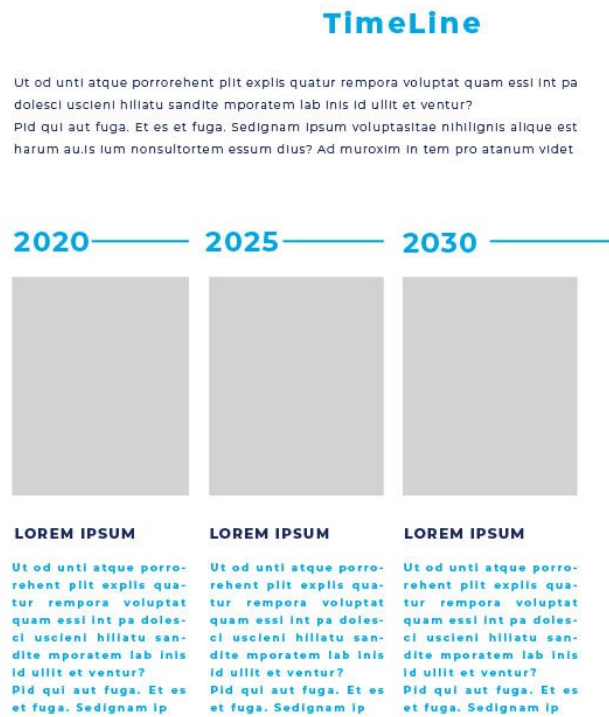 TimeLine
Ut od unti atque porrorehent plit explis quatur rempora voluptat quam essi int pa
dolesci uscieni hillatu sandite mporatem lab inis id ullit et ventur?
Pid qui aut fuga. Et es et fuga. Sedignam ipsum voluptasitae nihilignis alique est
harum au.is ium nonsultortem essum dius? Ad muroxim in tem pro atanum videt
2020
2025
2030
LOREM IPSUM
Ut od unti atque porro-
rehent plit explis qua-
tur rempora voluptat
quam essi int pa doles-
ci uscieni hillatu san-
dite mporatem lab inis
id ullit et ventur?
Pid qui aut fuga. Et es
et fuga. Sedignam ip
LOREM IPSUM
Ut od unti atque porro-
rehent plit explis qua-
tur rempora voluptat
quam essi int pa doles-
ci uscieni hillatu san-
dite mporatem lab inis
id ullit et ventur?
Pid qui aut fuga. Et es
et fuga. Sedignam ip
LOREM IPSUM
Ut od unti atque porro-
rehent plit explis qua-
tur rempora voluptat
quam essi int pa doles-
ci uscieni hillatu san-
dite mporatem lab inis
id ullit et ventur?
Pid qui aut fuga. Et es
et fuga. Sedignam ip